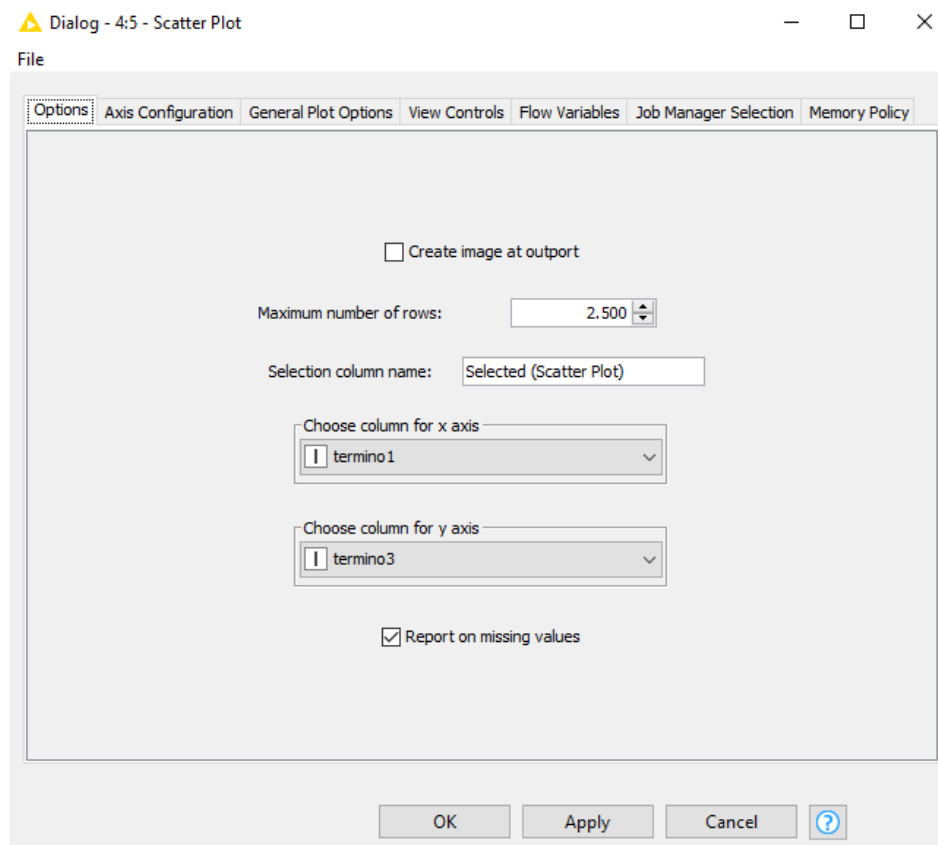 Dialog - 4:5 - Scatter Plot
File
Options Axis Configuration General Plot Options View Controls Flow Variables Job Manager Selection Memory Policy
Create image at outport
Maximum number of rows: 2.500
Selection column name: Selected (Scatter Plot)
Choose column for x axis
I termino1
Choose column for y axis
I termino3
Report on missing values
OK Apply Cancel ?